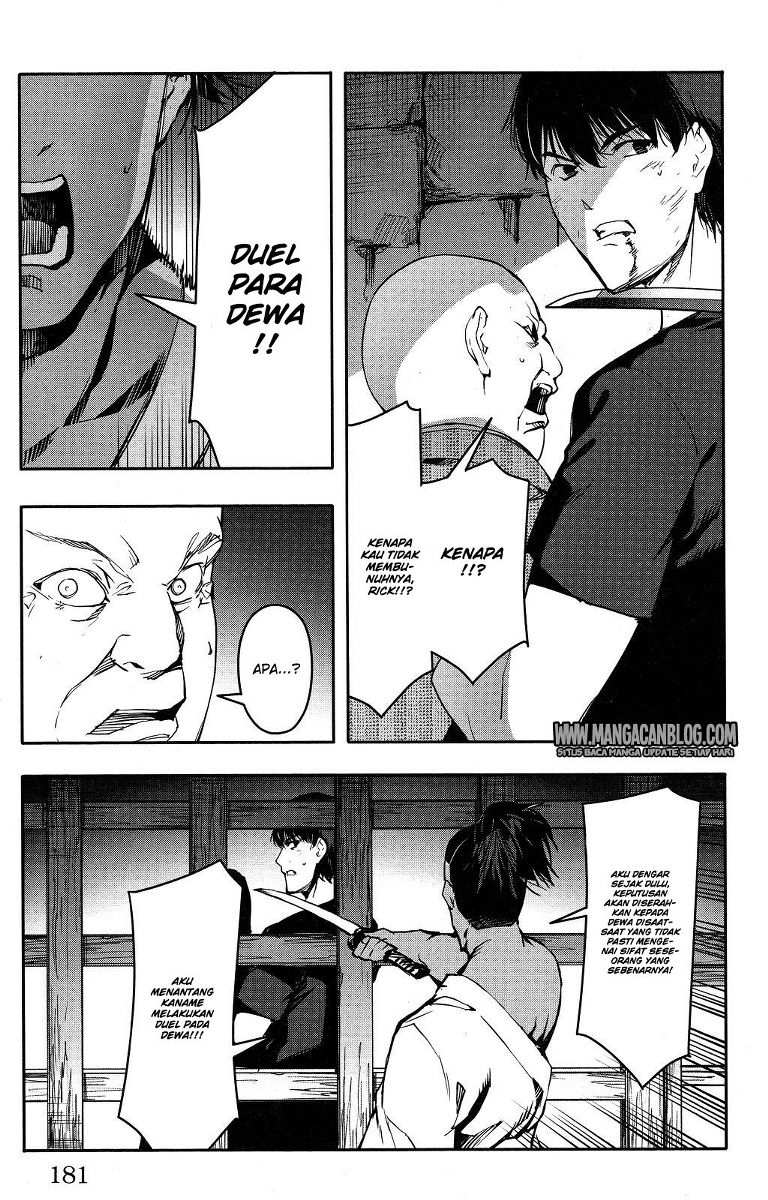 KENAPA
!!?
KENAPA
KAU TIDAK
MEMBU-
NUHNYA,
RICK!!?
DUEL
PARA
DEWA
!!
APA...?
WWW.MANGACANBLOG.COM
SITUS BACA MANGA UPDATE SETIAP HARI
AKU DENGAR
SEJAK DULU,
KEPUTUSAN
AKAN DISERAH-
KAN KEPADA
DEWA DISAAT-
SAAT YANG TIDAK
PASTI MENGE-
NAI SIFAT SESE-
ORANG YANG
SEBENARNYA!
AKU
MENANTANG
KANAME
MELAKUKAN
DUEL PADA
DEWA!!!
181